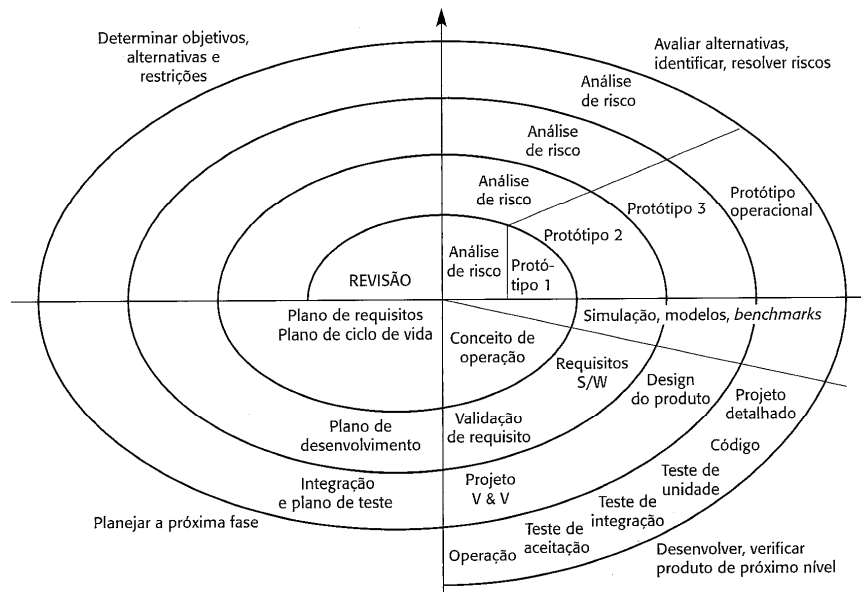 Determinar objetivos,
alternativas e
restrições
Avaliar alternativas,
identificar, resolver riscos
Análise
de risco
Análise
de risco
Análise
de risco
Análise
de risco
REVISÃO
Protó-
tipo 1
Protótipo 2
Protótipo 3
Protótipo
operacional
Plano de requisitos
Plano de ciclo de vida
Simulação, modelos, benchmarks
Conceito de
operação
Requisitos
S/W
Design
do produto
Projeto
detalhado
Plano de
desenvolvimento
Validação
de requisito
Código
Integração
e plano de teste
Projeto
V & V
Teste de
unidade
Teste de
integração
Teste de
aceitação
Operação
Planejar a próxima fase
Desenvolver, verificar
produto de próximo nível